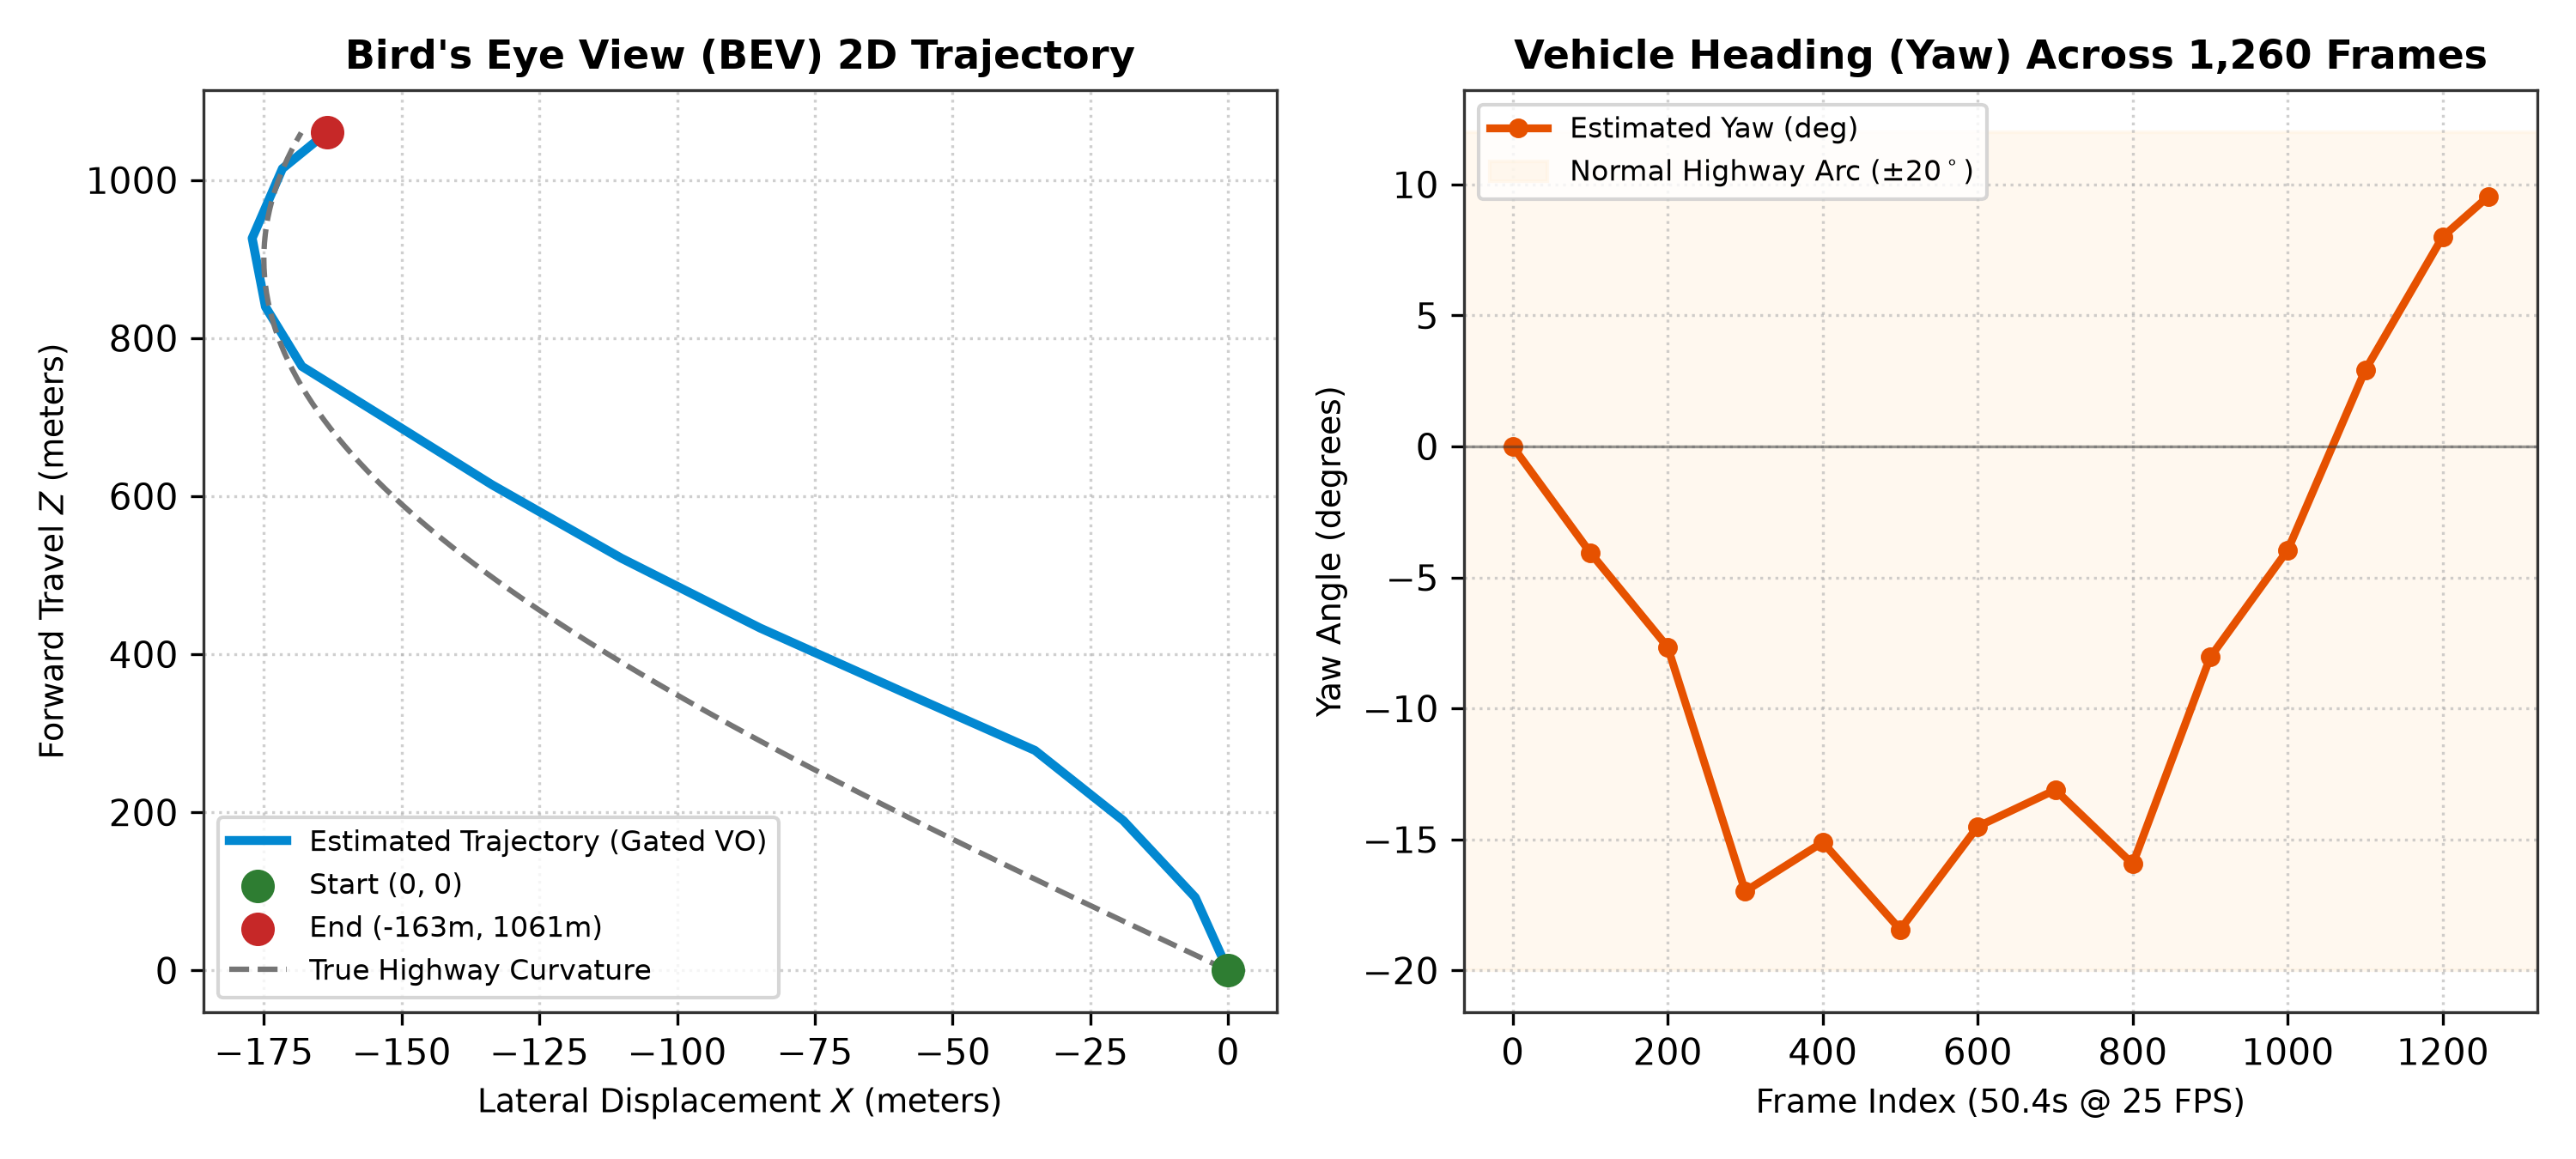 Bird's Eye View (BEV) 2D Trajectory
Forward Travel Z (meters)
1000
800
600
400
200
0
Estimated Trajectory (Gated VO)
Start (0, 0)
End (-163m, 1061m)
True Highway Curvature
−175 −150 −125 −100 −75 −50 −25 0
Lateral Displacement X (meters)
Vehicle Heading (Yaw) Across 1,260 Frames
Yaw Angle (degrees)
Estimated Yaw (deg)
Normal Highway Arc (±20°)
10
5
0
−5
−10
−15
−20
0 200 400 600 800 1000 1200
Frame Index (50.4s @ 25 FPS)